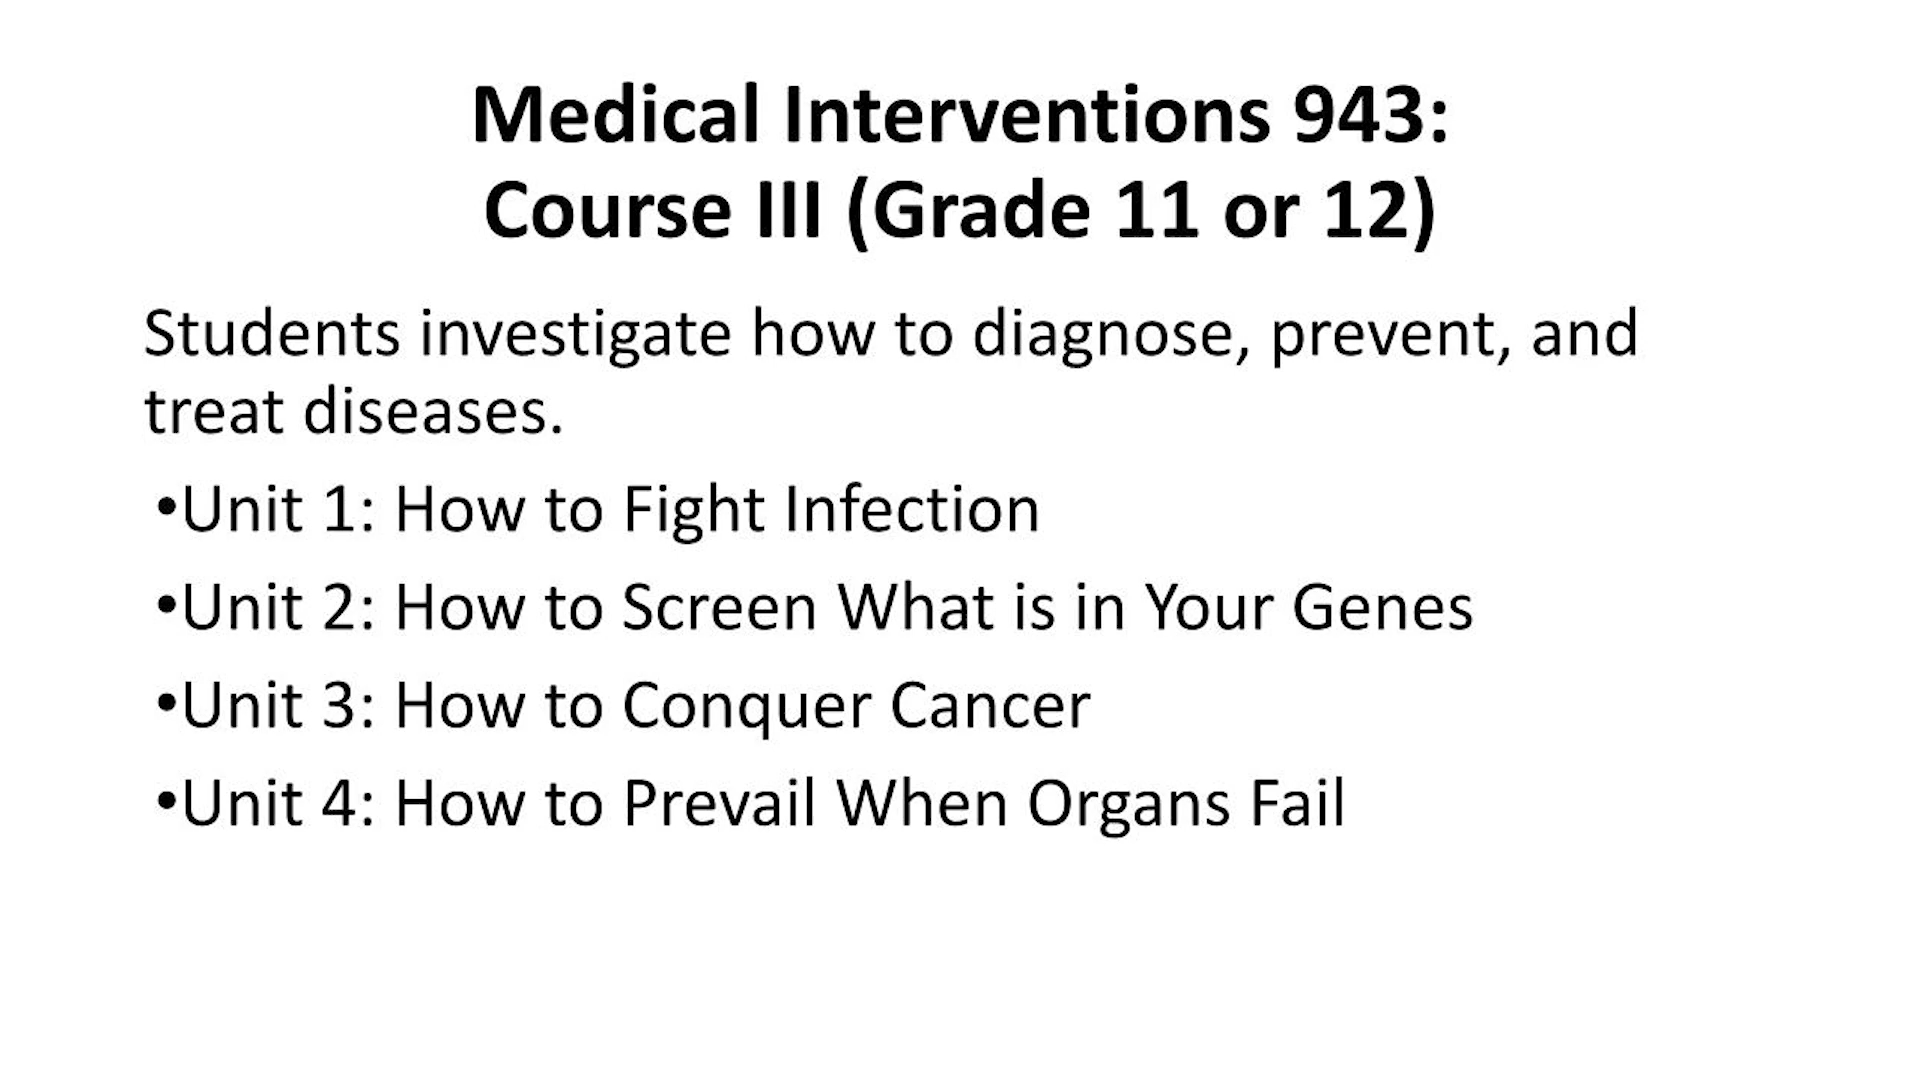 Medical Interventions 943:
Course III (Grade 11 or 12)
Students investigate how to diagnose, prevent, and
treat diseases.
•Unit 1: How to Fight Infection
•Unit 2: How to Screen What is in Your Genes
•Unit 3: How to Conquer Cancer
•Unit 4: How to Prevail When Organs Fail